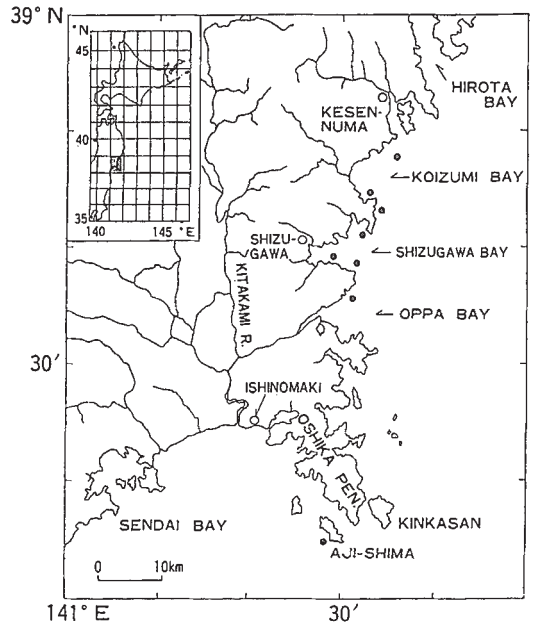 39° N
°N
45
40
35
140
145°E
HIROTA
BAY
KESEN-
NUMA
KOIZUMI BAY
SHIZU-
GAWA
SHIZUGAWA BAY
KITAKAMI R.
OPPA BAY
30′
ISHINOMAKI
OSHIKA PEN.
SENDAI BAY
KINKASAN
AJI-SHIMA
0 10km
141° E
30′